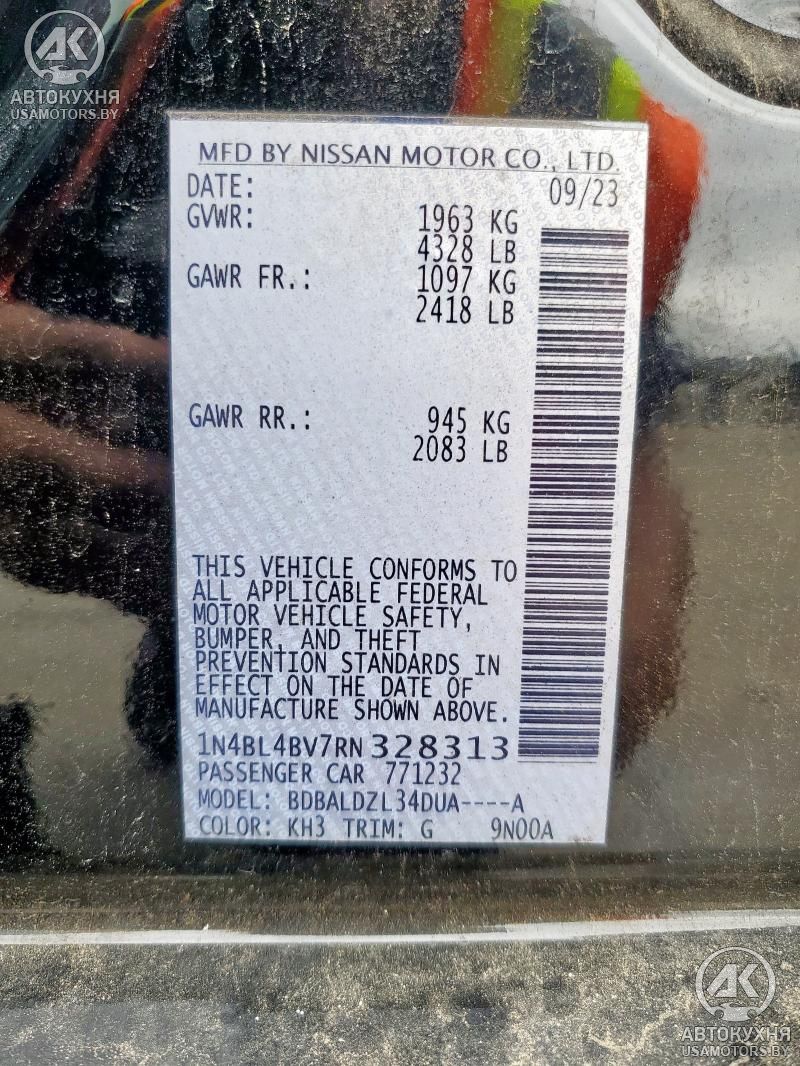 АВТОКУХНЯ
USAMOTORS.BY
MFD BY NISSAN MOTOR CO., LTD.
DATE: 09/23
GVWR: 1963 KG
4328 LB
GAWR FR.: 1097 KG
2418 LB
GAWR RR.: 945 KG
2083 LB
THIS VEHICLE CONFORMS TO
ALL APPLICABLE FEDERAL
MOTOR VEHICLE SAFETY,
BUMPER, AND THEFT
PREVENTION STANDARDS IN
EFFECT ON THE DATE OF
MANUFACTURE SHOWN ABOVE.
1N4BL4BV7RN328313
PASSENGER CAR 771232
MODEL: BDBALDZL34DUA----A
COLOR: KH3 TRIM: G 9N00A
АК
АВТОКУХНЯ
USAMOTORS.BY